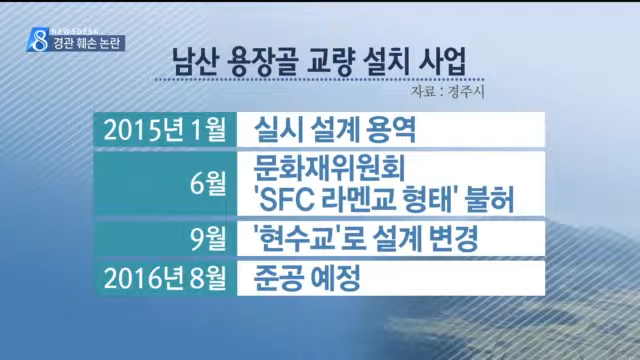 NEWSDESK
8 경관 훼손 논란
남산 용장골 교량 설치 사업
자료 : 경주시
2015년 1월 실시 설계 용역
6월 문화재위원회
'SFC 라멘교 형태' 불허
9월 '현수교'로 설계 변경
2016년 8월 준공 예정